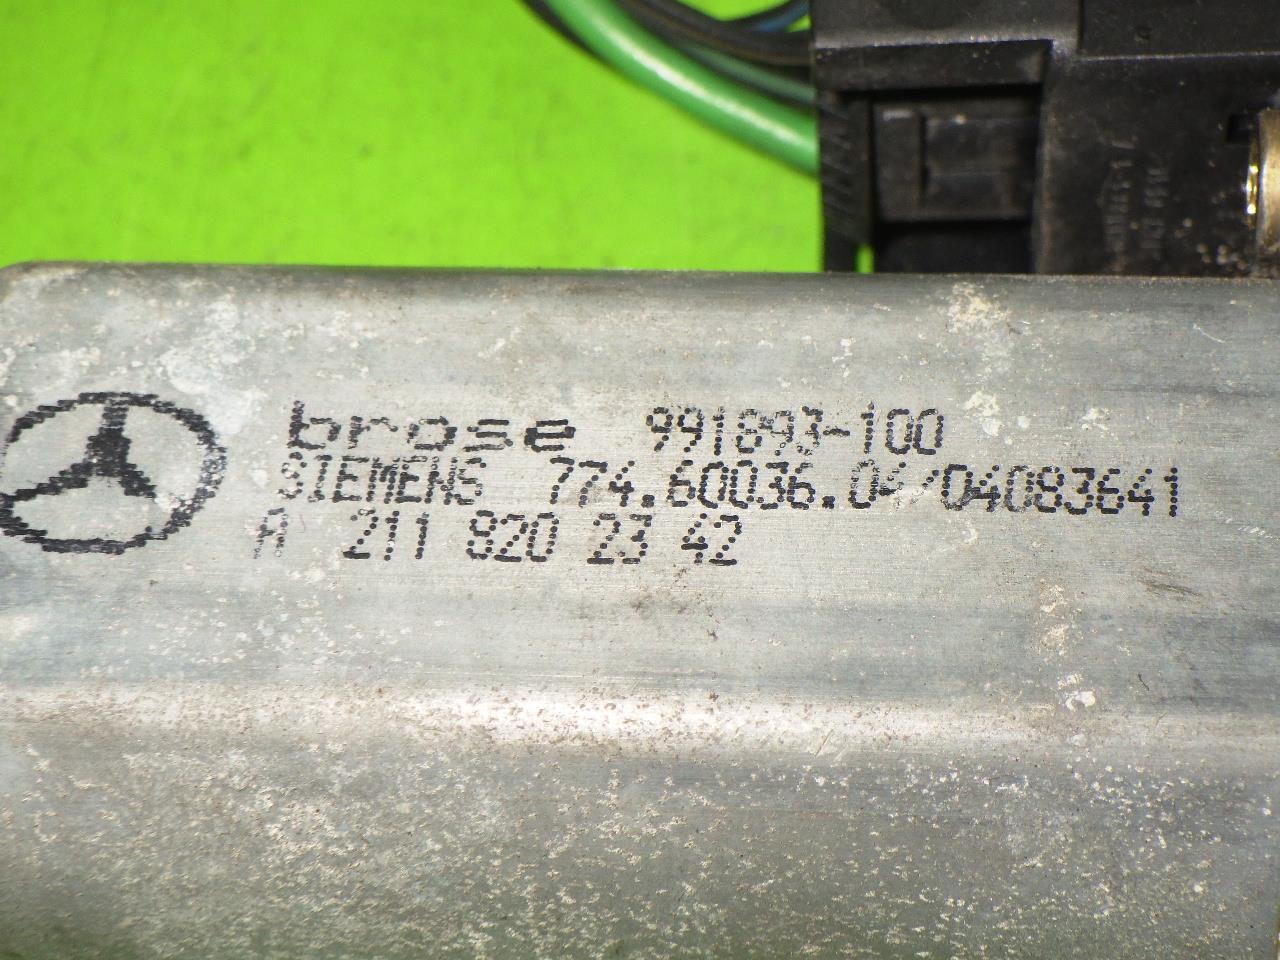 brose 991893-100
SIEMENS 774.60036.04/04083641
A 211 820 23 42